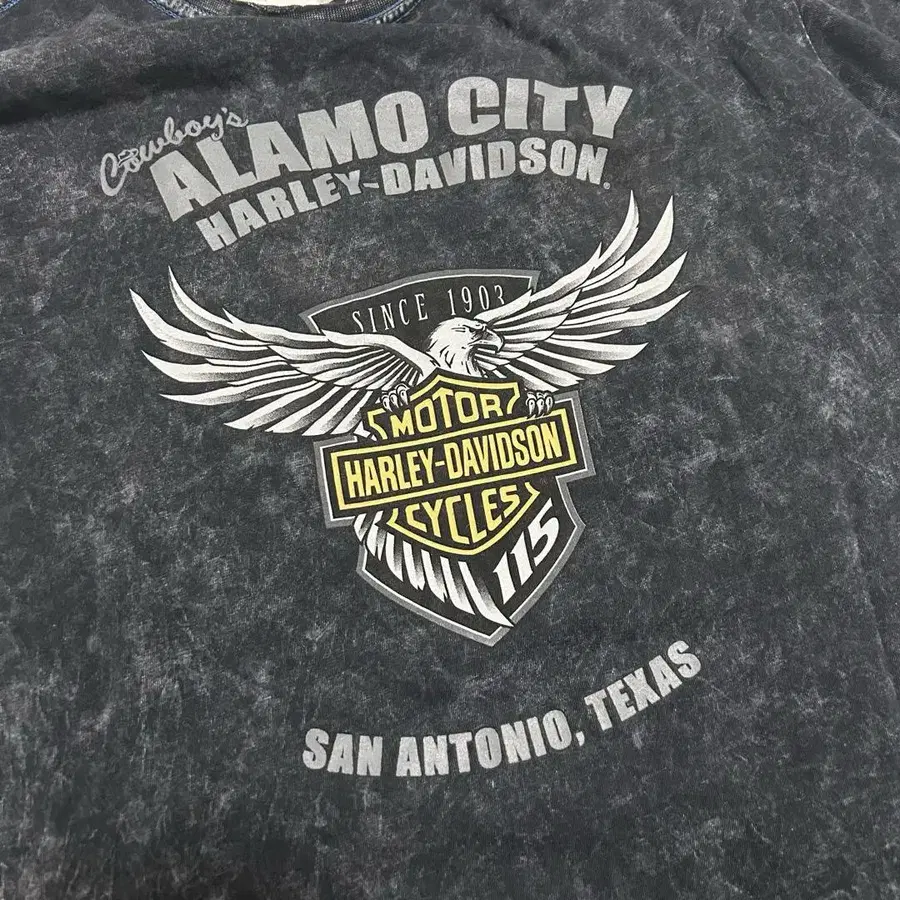 Cowboy's
ALAMO CITY
HARLEY-DAVIDSON.
SINCE 1903
MOTOR
HARLEY-DAVIDSON
CYCLES
115
SAN ANTONIO, TEXAS